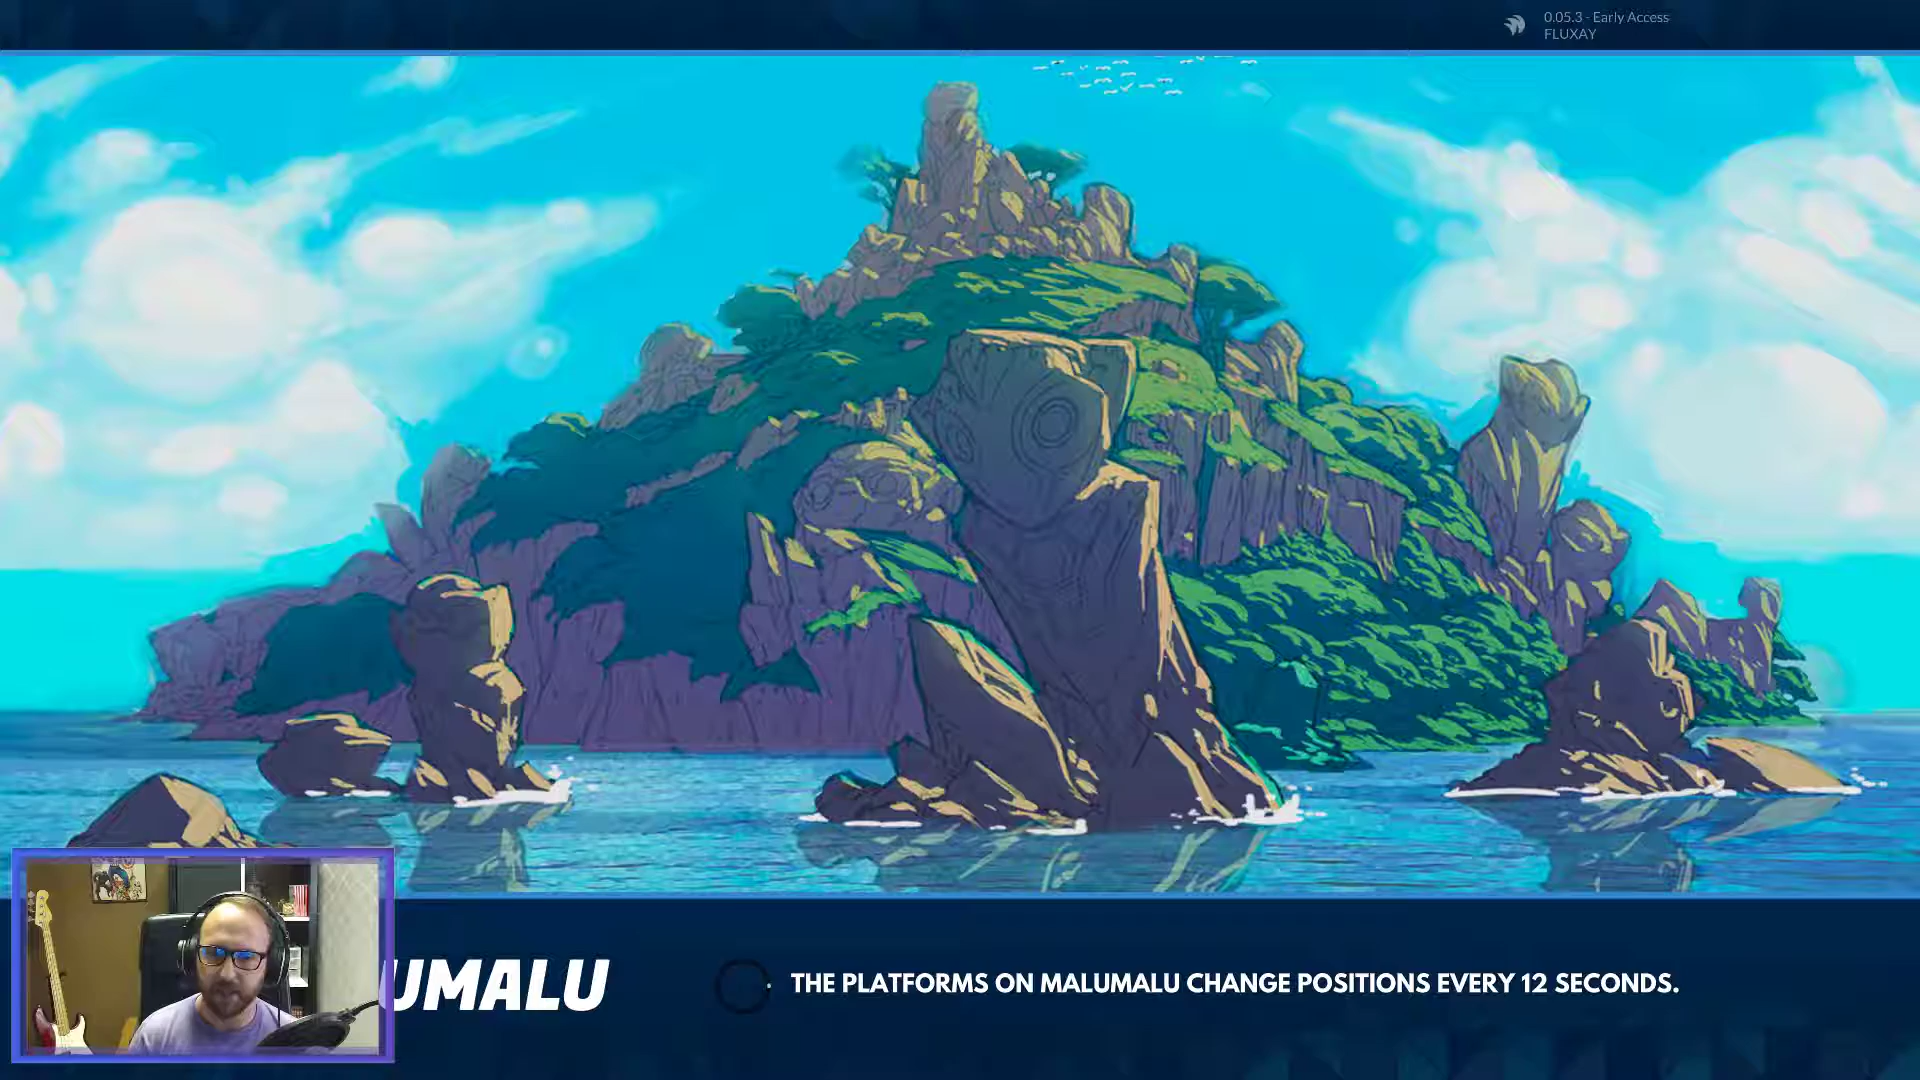 0.05.3 - Early Access
FLUXAY
UMALU
THE PLATFORMS ON MALUMALU CHANGE POSITIONS EVERY 12 SECONDS.